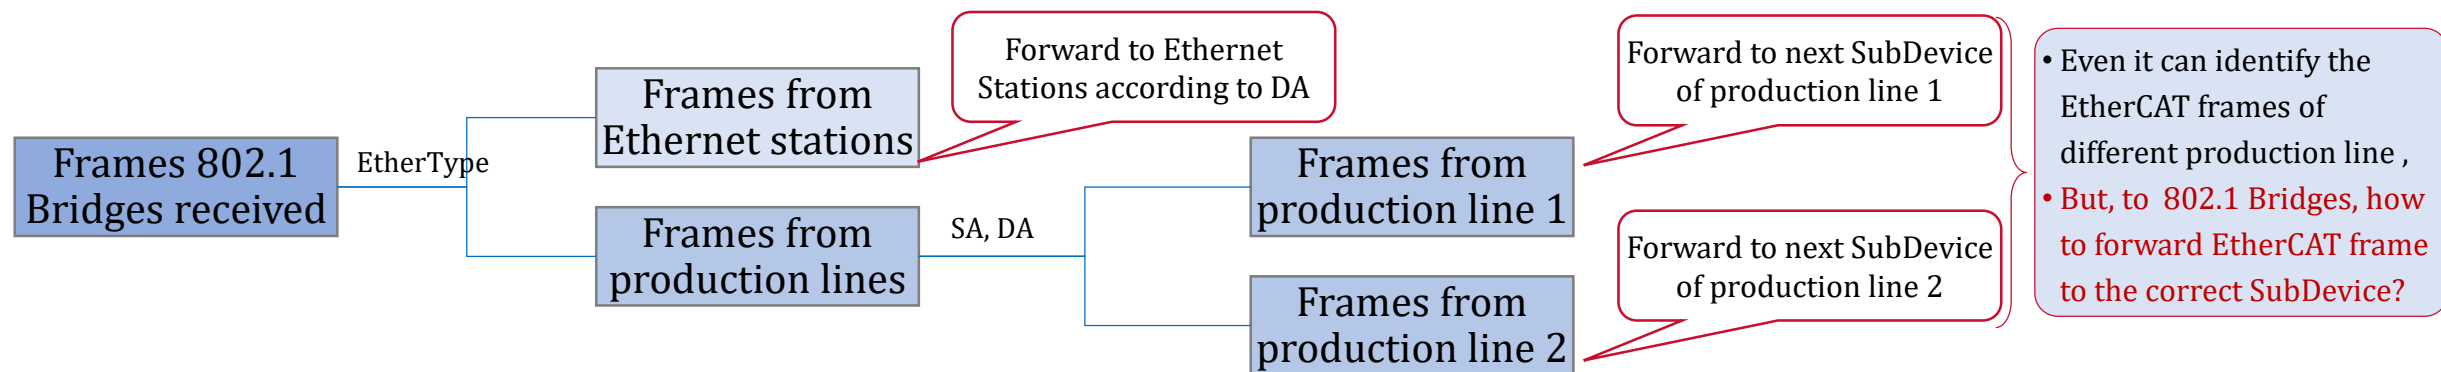 Frames 802.1
Bridges received
EtherType
Frames from
Ethernet stations
Forward to Ethernet
Stations according to DA
Frames from
production lines
SA, DA
Frames from
production line 1
Forward to next SubDevice
of production line 1
Frames from
production line 2
Forward to next SubDevice
of production line 2
• Even it can identify the
EtherCAT frames of
different production line ,
• But, to 802.1 Bridges, how
to forward EtherCAT frame
to the correct SubDevice?